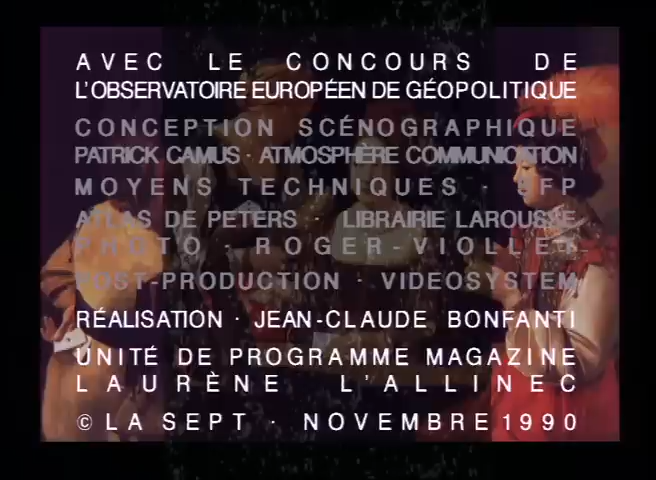 AVEC LE CONCOURS DE
L'OBSERVATOIRE EUROPÉEN DE GÉOPOLITIQUE
CONCEPTION SCÉNOGRAPHIQUE
PATRICK CAMUS · ATMOSPHÈRE COMMUNICATION
MOYENS TECHNIQUES · SFP
ATLAS DE PETERS · LIBRAIRIE LAROUSSE
PHOTO · ROGER-VIOLLET
POST-PRODUCTION · VIDEOSYSTEM
RÉALISATION · JEAN-CLAUDE BONFANTI
UNITÉ DE PROGRAMME MAGAZINE
LAURÈNE L'ALLINEC
© LA SEPT · NOVEMBRE 1990